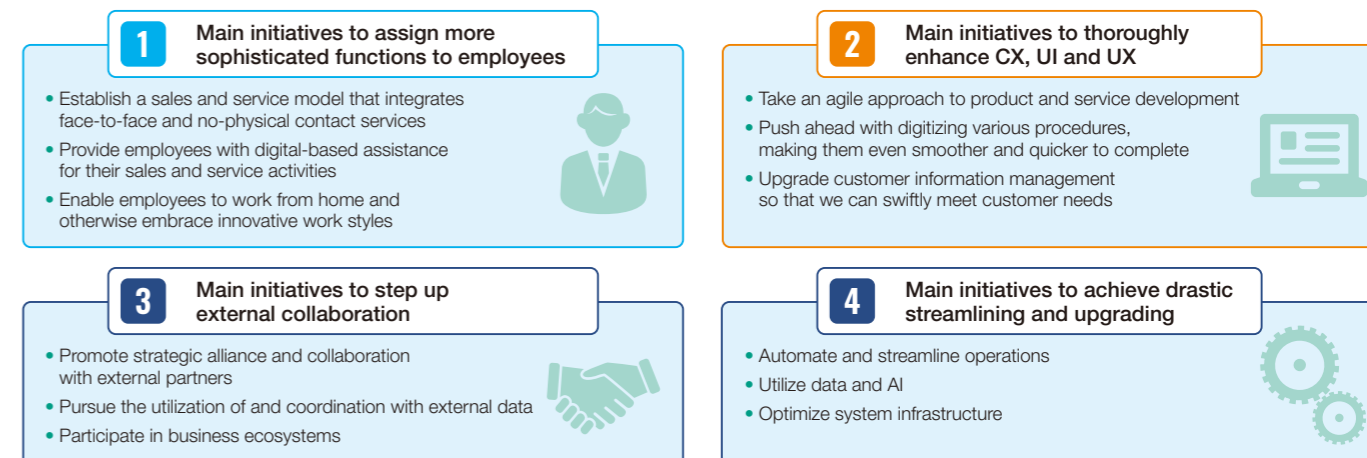 1
Main initiatives to assign more
sophisticated functions to employees
• Establish a sales and service model that integrates
face-to-face and no-physical contact services
• Provide employees with digital-based assistance
for their sales and service activities
• Enable employees to work from home and
otherwise embrace innovative work styles
2
Main initiatives to thoroughly
enhance CX, UI and UX
• Take an agile approach to product and service development
• Push ahead with digitizing various procedures,
making them even smoother and quicker to complete
• Upgrade customer information management
so that we can swiftly meet customer needs
3
Main initiatives to step up
external collaboration
• Promote strategic alliance and collaboration
with external partners
• Pursue the utilization of and coordination with external data
• Participate in business ecosystems
4
Main initiatives to achieve drastic
streamlining and upgrading
• Automate and streamline operations
• Utilize data and AI
• Optimize system infrastructure